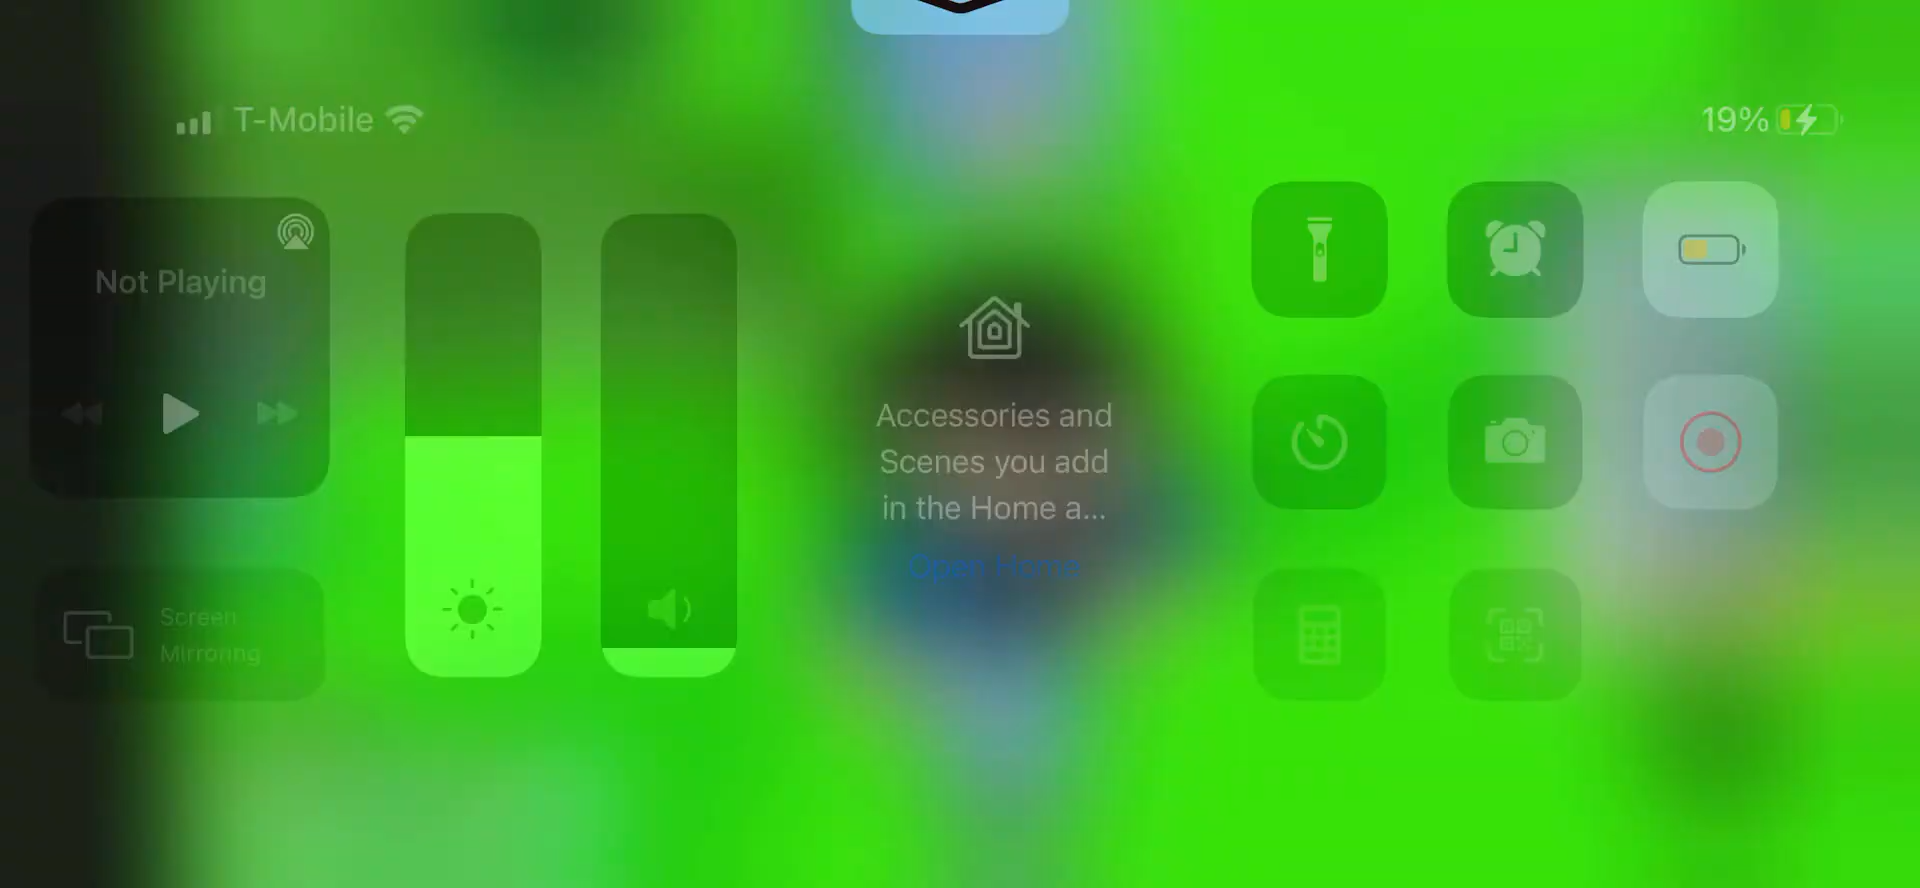 T-Mobile
19%
Not Playing
Accessories and
Scenes you add
in the Home a...
Open Home
Screen
Mirroring